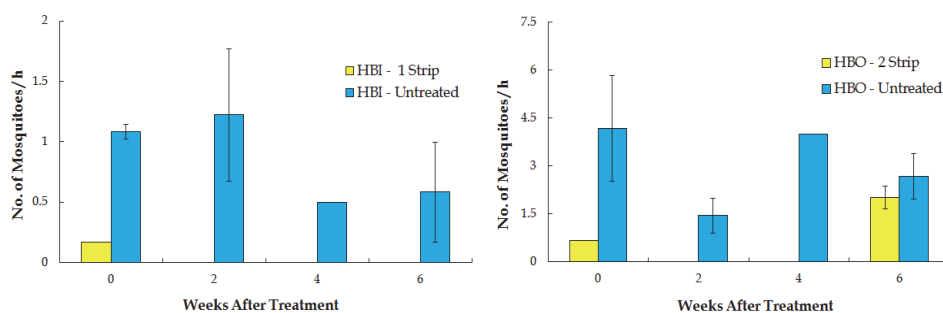 2
1.5
1
0.5
0
No. of Mosquitoes/h
HBI - 1 Strip
HBI - Untreated
0 2 4 6
Weeks After Treatment
7.5
6
4.5
3
1.5
0
No. of Mosquitoes/h
HBO - 2 Strip
HBO - Untreated
0 2 4 6
Weeks After Treatment